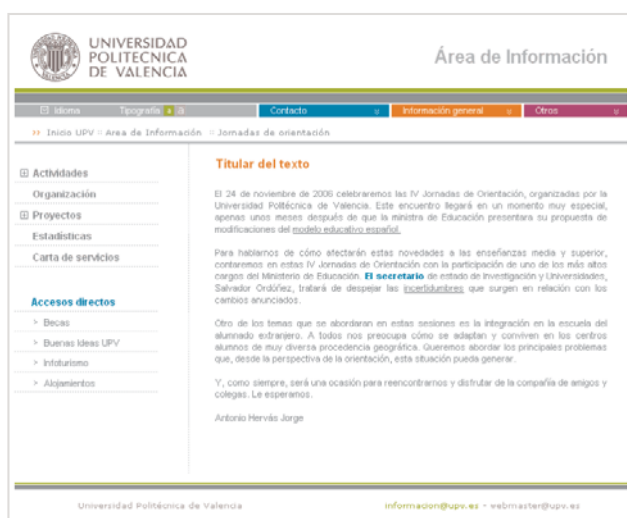 UNIVERSIDAD
POLITECNICA
DE VALENCIA
Área de Información
Idioma Tipografía a a Contacto Información general Otros
Inicio UPV :: Area de Información :: Jornadas de orientación
Actividades
Organización
Proyectos
Estadísticas
Carta de servicios
Accesos directos
> Becas
> Buenas Ideas UPV
> Infoturismo
> Alojamientos
Titular del texto
El 24 de noviembre de 2006 celebraremos las IV Jornadas de Orientación, organizadas por la
Universidad Politécnica de Valencia. Este encuentro llegará en un momento muy especial,
apenas unos meses después de que la ministra de Educación presentara su propuesta de
modificaciones del modelo educativo español.
Para hablarnos de cómo afectarán estas novedades a las enseñanzas media y superior,
contaremos en estas IV Jornadas de Orientación con la participación de uno de los más altos
cargos del Ministerio de Educación. El secretario de estado de Investigación y Universidades,
Salvador Ordóñez, tratará de despejar las incertidumbres que surgen en relación con los
cambios anunciados.
Otro de los temas que se abordaran en estas sesiones es la integración en la escuela del
alumnado extranjero. A todos nos preocupa cómo se adaptan y conviven en los centros
alumnos de muy diversa procedencia geográfica. Queremos abordar los principales problemas
que, desde la perspectiva de la orientación, esta situación pueda generar.
Y, como siempre, será una ocasión para reencontrarnos y disfrutar de la compañía de amigos y
colegas. Le esperamos.
Antonio Hervás Jorge
Universidad Politécnica de Valencia informacion@upv.es - webmaster@upv.es